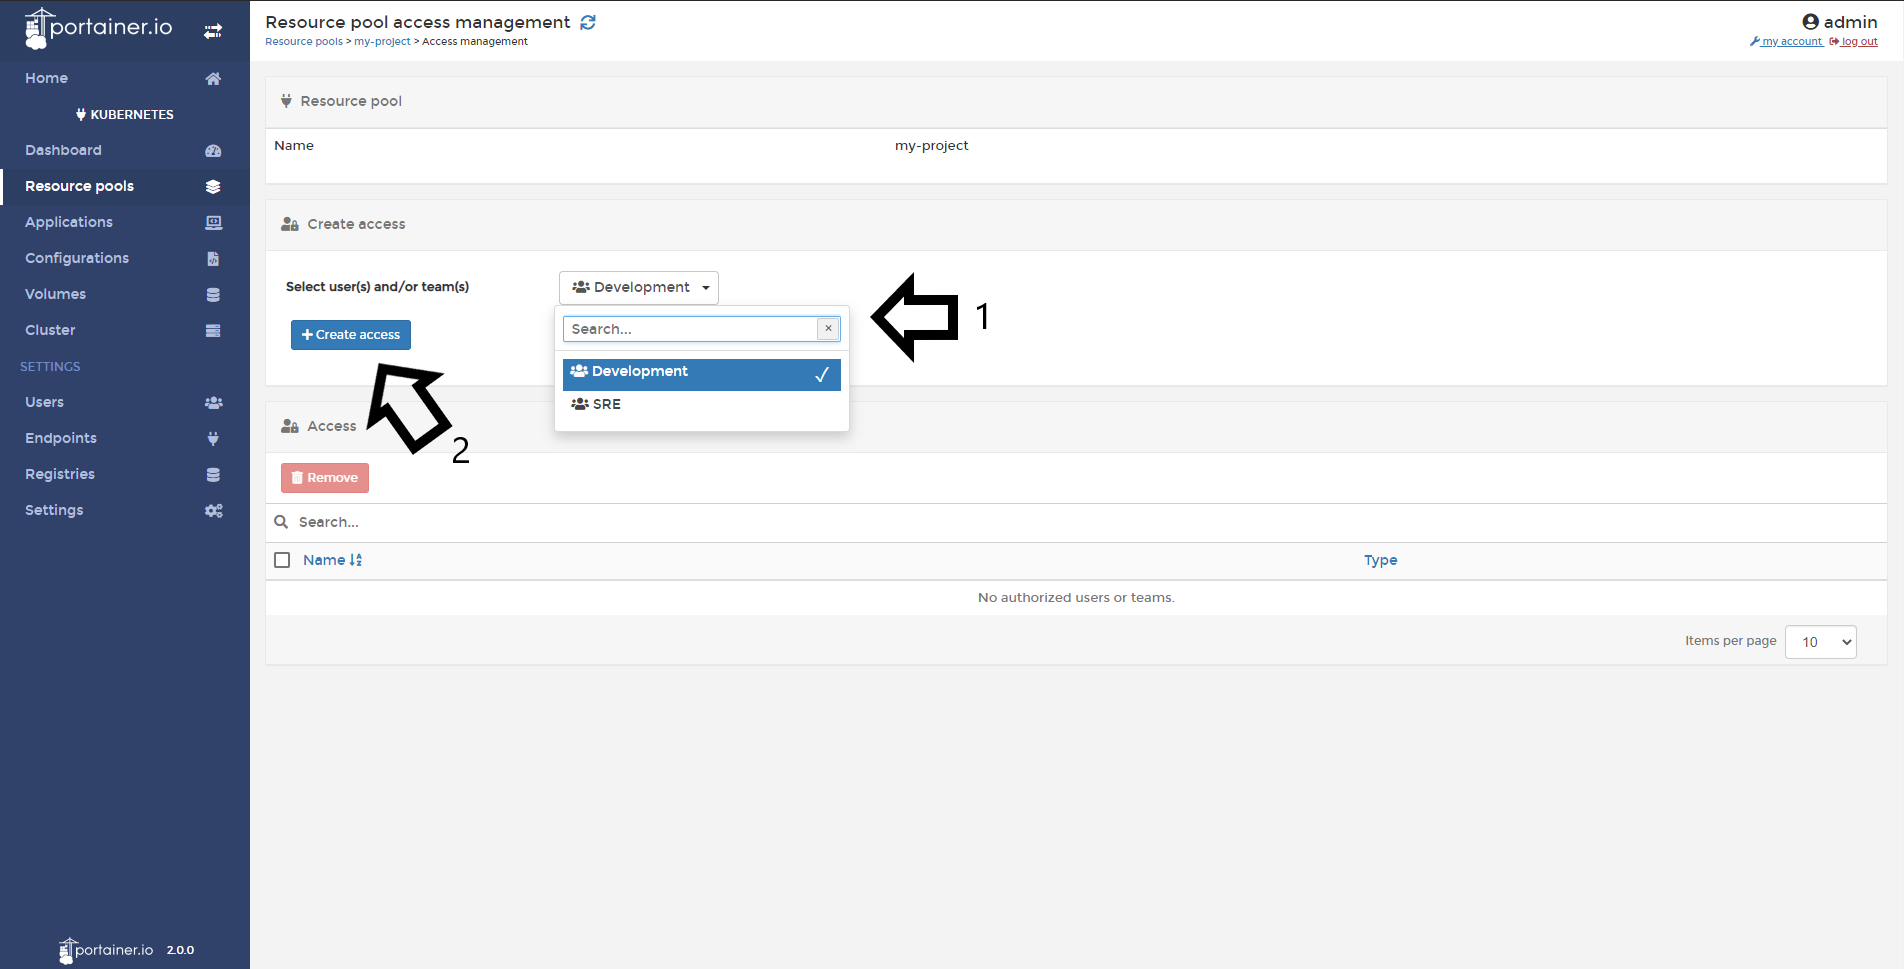 portainer.io
Home
KUBERNETES
Dashboard
Resource pools
Applications
Configurations
Volumes
Cluster
SETTINGS
Users
Endpoints
Registries
Settings
portainer.io 2.0.0
Resource pool access management
Resource pools > my-project > Access management
admin
my account log out
Resource pool
Name my-project
Create access
Select user(s) and/or team(s) Development
Search... ×
Development
SRE
1
+ Create access
2
Access
Remove
Search...
Name Type
No authorized users or teams.
Items per page 10